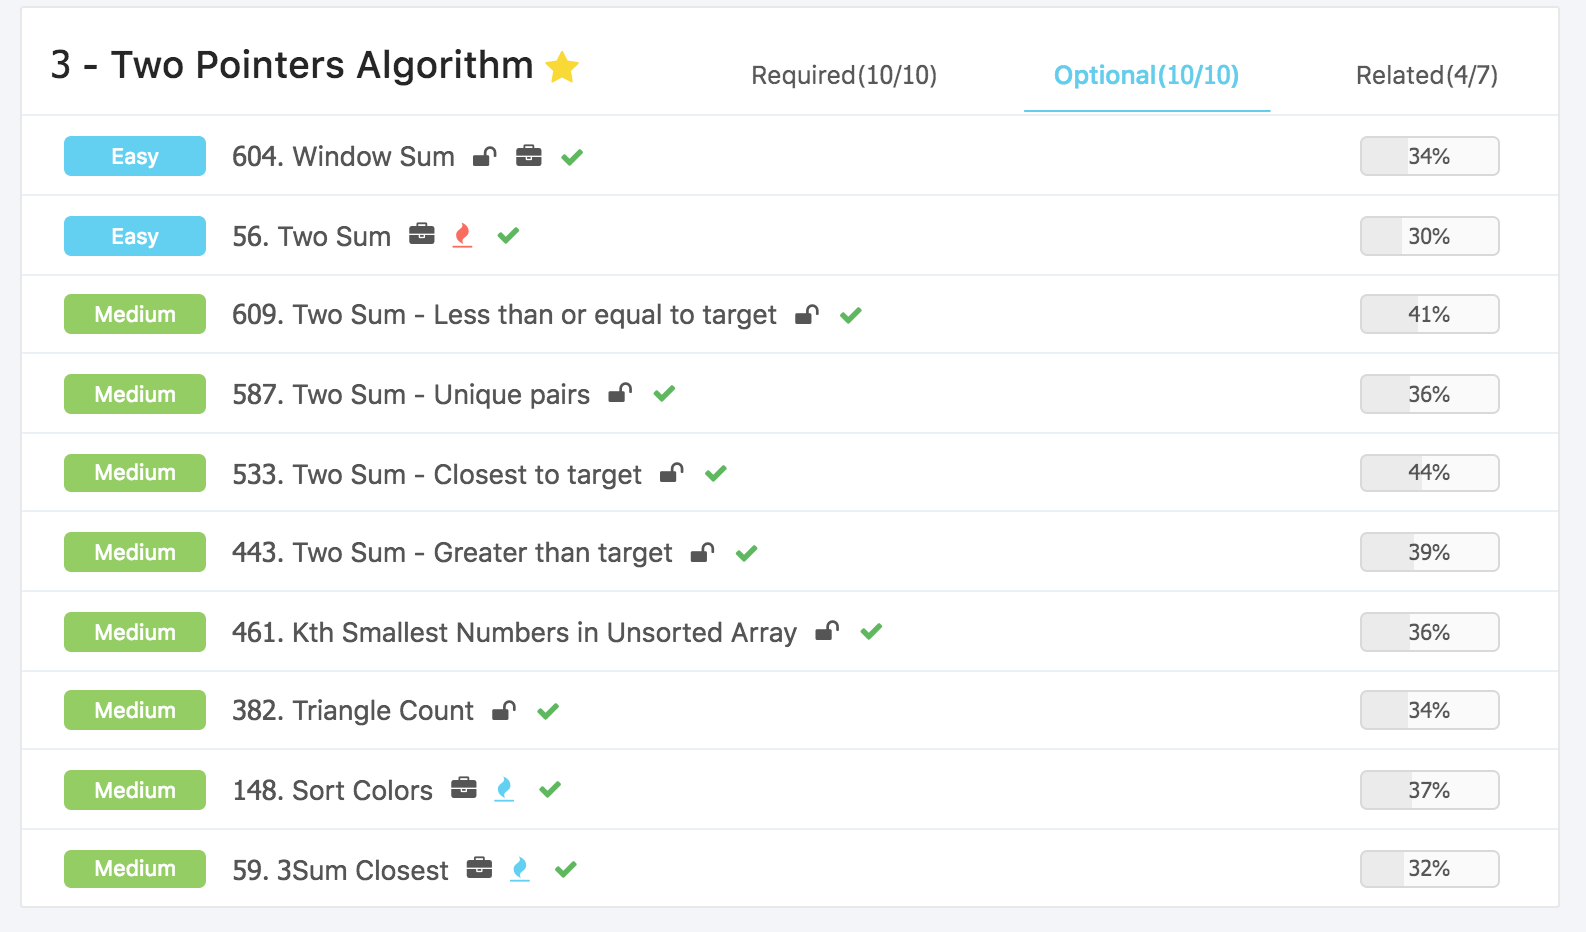 3 - Two Pointers Algorithm Required(10/10) Optional(10/10) Related(4/7)
Easy 604. Window Sum 34%
Easy 56. Two Sum 30%
Medium 609. Two Sum - Less than or equal to target 41%
Medium 587. Two Sum - Unique pairs 36%
Medium 533. Two Sum - Closest to target 44%
Medium 443. Two Sum - Greater than target 39%
Medium 461. Kth Smallest Numbers in Unsorted Array 36%
Medium 382. Triangle Count 34%
Medium 148. Sort Colors 37%
Medium 59. 3Sum Closest 32%